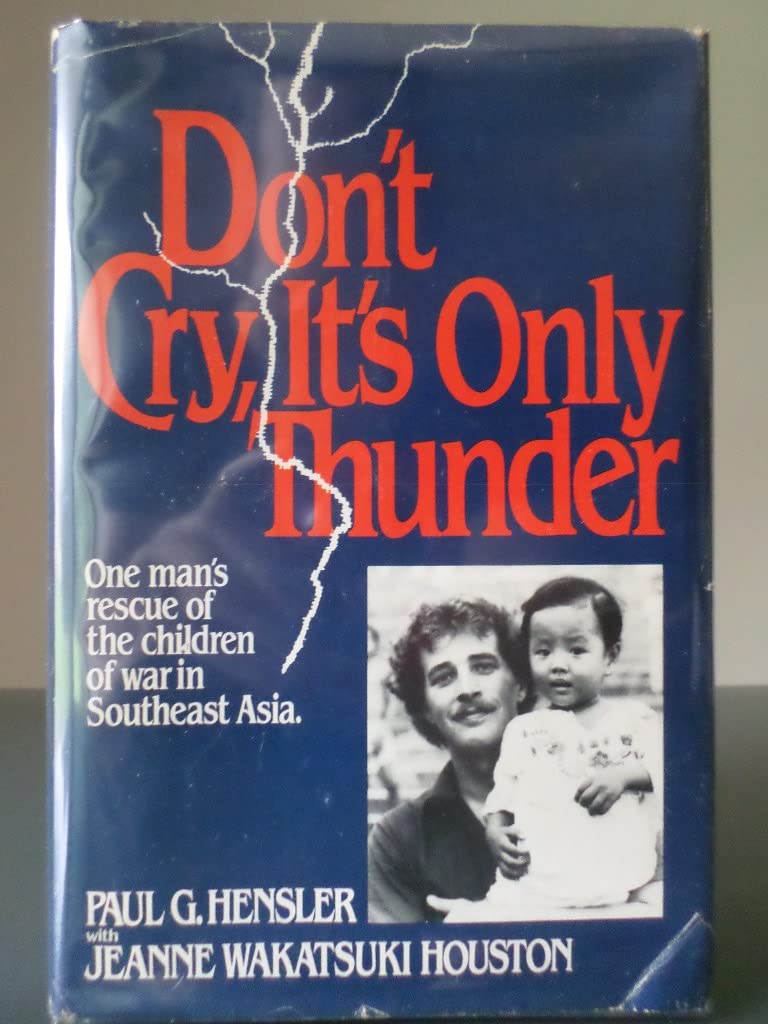 Don't
Cry, It's Only
Thunder
One man's
rescue of
the children
of war in
Southeast Asia.
PAUL G. HENSLER
with
JEANNE WAKATSUKI HOUSTON